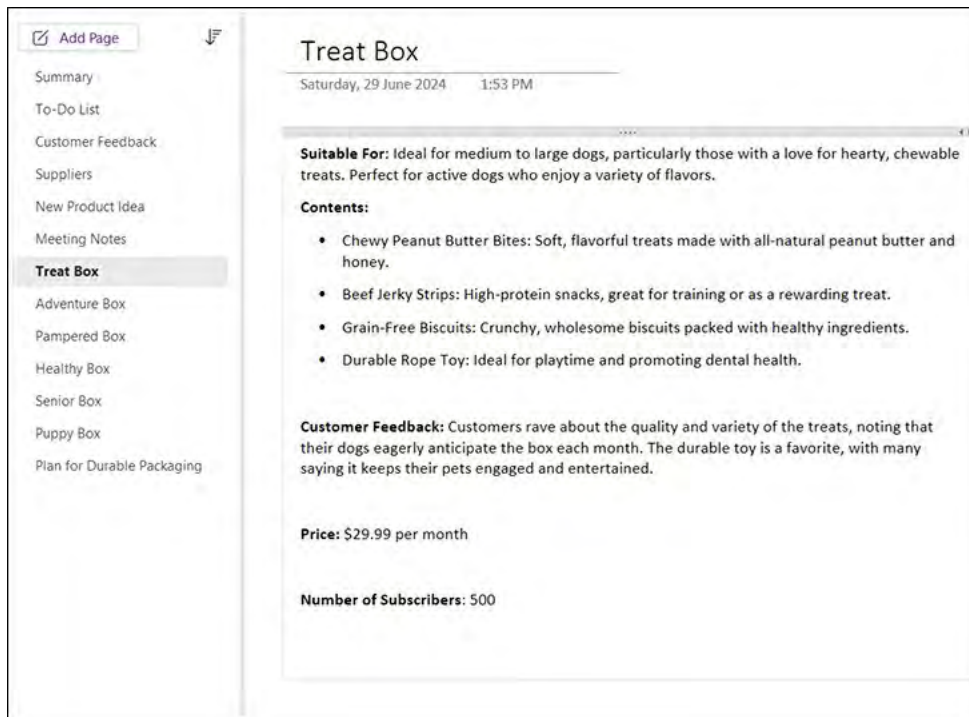 Add Page
Summary
To-Do List
Customer Feedback
Suppliers
New Product Idea
Meeting Notes
Treat Box
Adventure Box
Pampered Box
Healthy Box
Senior Box
Puppy Box
Plan for Durable Packaging
Treat Box
Saturday, 29 June 2024 1:53 PM
Suitable For: Ideal for medium to large dogs, particularly those with a love for hearty, chewable
treats. Perfect for active dogs who enjoy a variety of flavors.
Contents:
• Chewy Peanut Butter Bites: Soft, flavorful treats made with all-natural peanut butter and
honey.
• Beef Jerky Strips: High-protein snacks, great for training or as a rewarding treat.
• Grain-Free Biscuits: Crunchy, wholesome biscuits packed with healthy ingredients.
• Durable Rope Toy: Ideal for playtime and promoting dental health.
Customer Feedback: Customers rave about the quality and variety of the treats, noting that
their dogs eagerly anticipate the box each month. The durable toy is a favorite, with many
saying it keeps their pets engaged and entertained.
Price: $29.99 per month
Number of Subscribers: 500